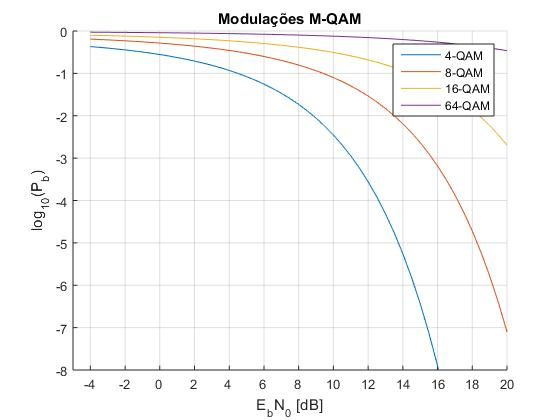 Modulações M-QAM
0
-1
-2
-3
-4
-5
-6
-7
-8
log10(Pb)
4-QAM
8-QAM
16-QAM
64-QAM
-4 -2 0 2 4 6 8 10 12 14 16 18 20
EbN0 [dB]